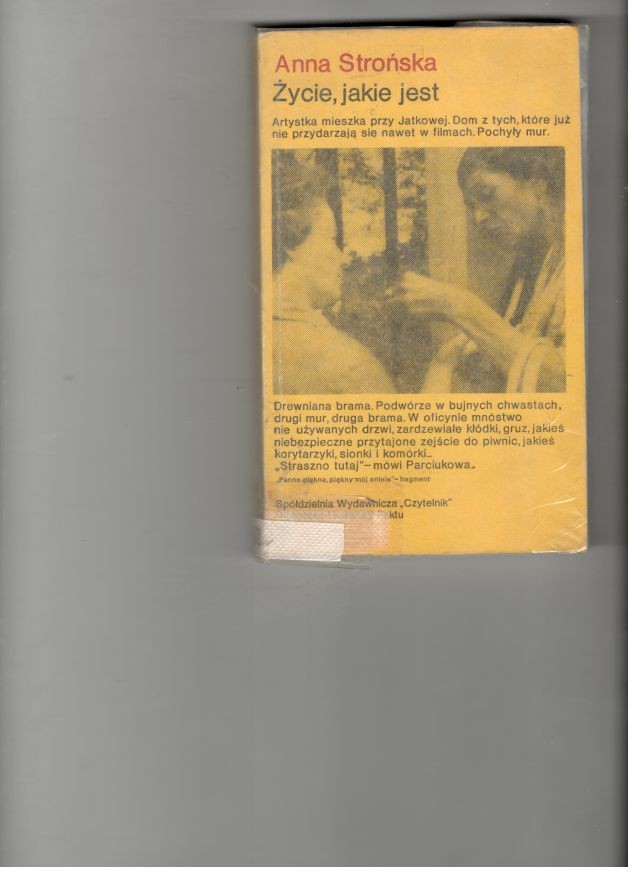 Anna Strońska
Życie, jakie jest
Artystka mieszka przy Jatkowej. Dom z tych, które już
nie przydarzają się nawet w filmach. Pochyły mur.
Drewniana brama. Podwórze w bujnych chwastach,
drugi mur, druga brama. W oficynie mnóstwo
nie używanych drzwi, zardzewiałe kłódki, gruz, jakieś
niebezpieczne przytajone zejście do piwnic, jakieś
korytarzyki, sionki i komórki...
„Straszno tutaj” – mówi Parciukowa...
„Panno piękna, piękny mój aniele” – fragment
Spółdzielnia Wydawnicza „Czytelnik”